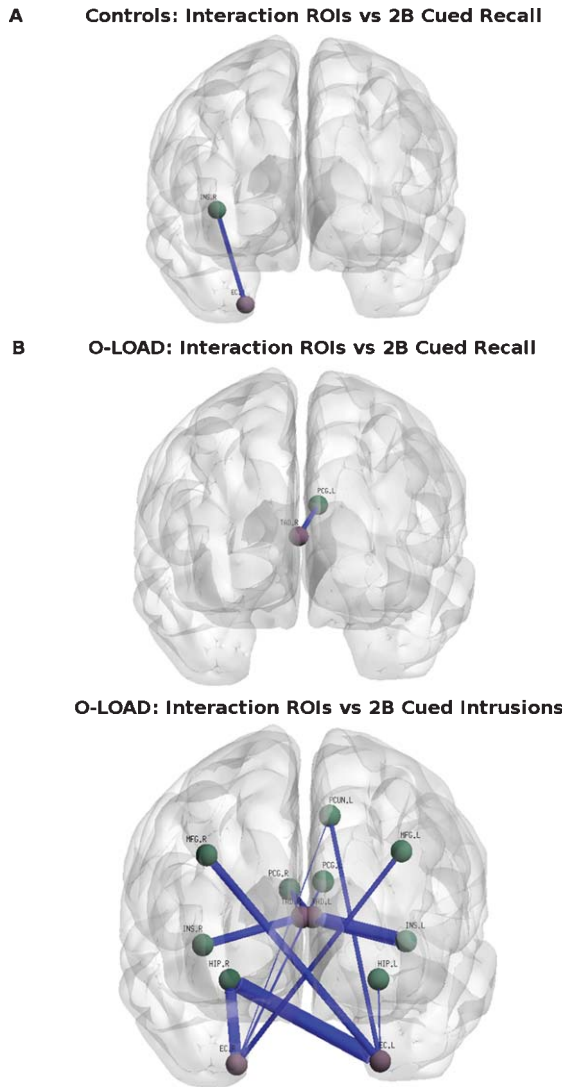 A Controls: Interaction ROIs vs 2B Cued Recall
INS.R
B O-LOAD: Interaction ROIs vs 2B Cued Recall
PCG.L
THD.R
O-LOAD: Interaction ROIs vs 2B Cued Intrusions
PCUN.L
MFG.R MFG.L
PCG.R PCG.
INS.R INS.L
HIP.R HIP.L
EC.L